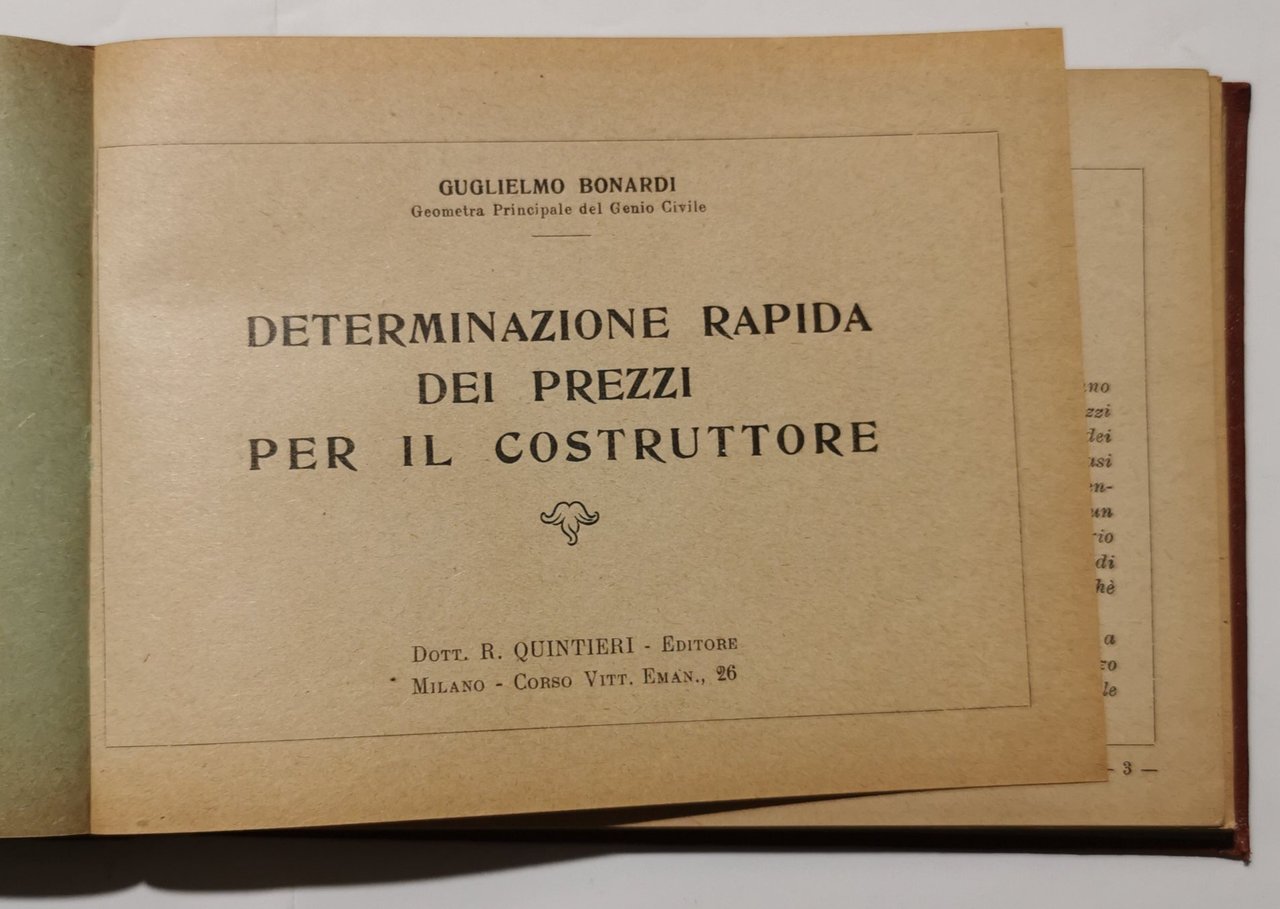 GUGLIELMO BONARDI
Geometra Principale del Genio Civile
DETERMINAZIONE RAPIDA
DEI PREZZI
PER IL COSTRUTTORE
DOTT. R. QUINTIERI - EDITORE
MILANO - CORSO VITT. EMAN., 26
a
3 —